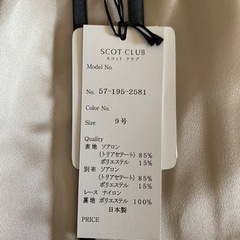 SCOT CLUB
スコット クラブ
Model No.
No. 57-195-2581
Color No.
Size 9号
Quality
表地 ソアロン
(トリアセテート) 85%
ポリエステル 15%
別布 ソアロン
(トリアセテート) 85%
ポリエステル 15%
レース ナイロン
裏地 ポリエステル 100%
日本製
PRICE